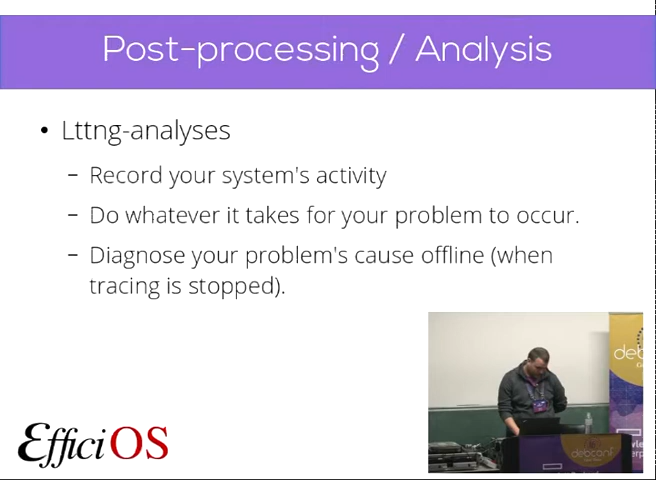 Post-processing / Analysis
• Lttng-analyses
– Record your system's activity
– Do whatever it takes for your problem to occur.
– Diagnose your problem's cause offline (when
tracing is stopped).
EfficiOS
debconf